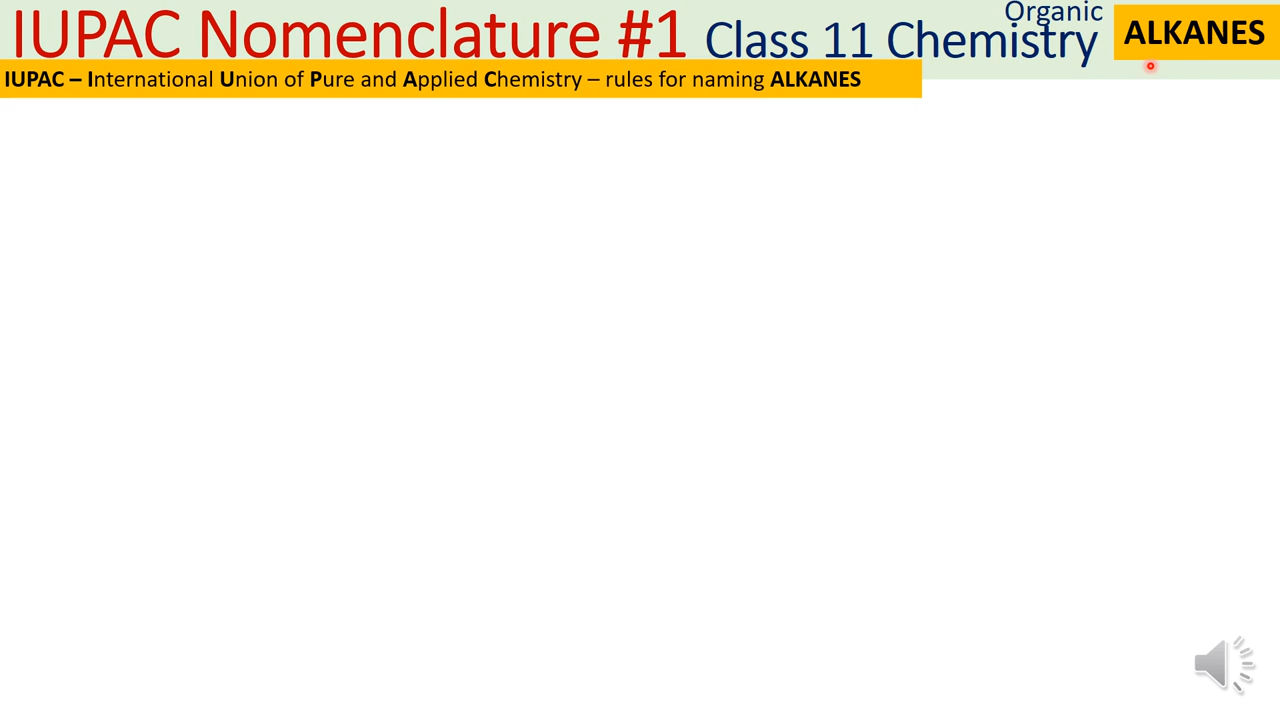 IUPAC Nomenclature #1 Class 11 Chemistry
Organic
ALKANES
IUPAC – International Union of Pure and Applied Chemistry – rules for naming ALKANES